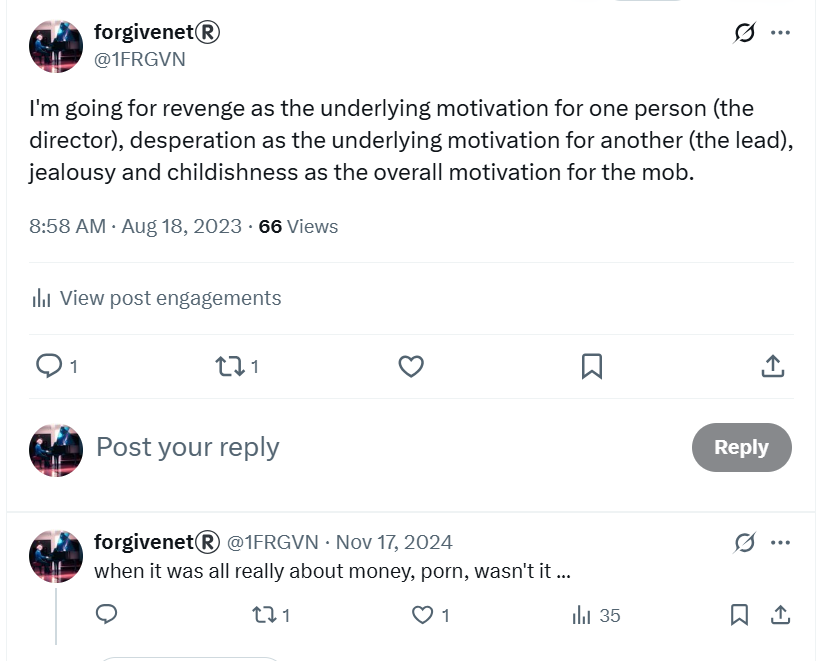 forgivenet®
@1FRGVN
I'm going for revenge as the underlying motivation for one person (the
director), desperation as the underlying motivation for another (the lead),
jealousy and childishness as the overall motivation for the mob.
8:58 AM · Aug 18, 2023 · 66 Views
View post engagements
1 1
Post your reply
Reply
forgivenet® @1FRGVN · Nov 17, 2024
when it was all really about money, porn, wasn't it ...
1 1 35